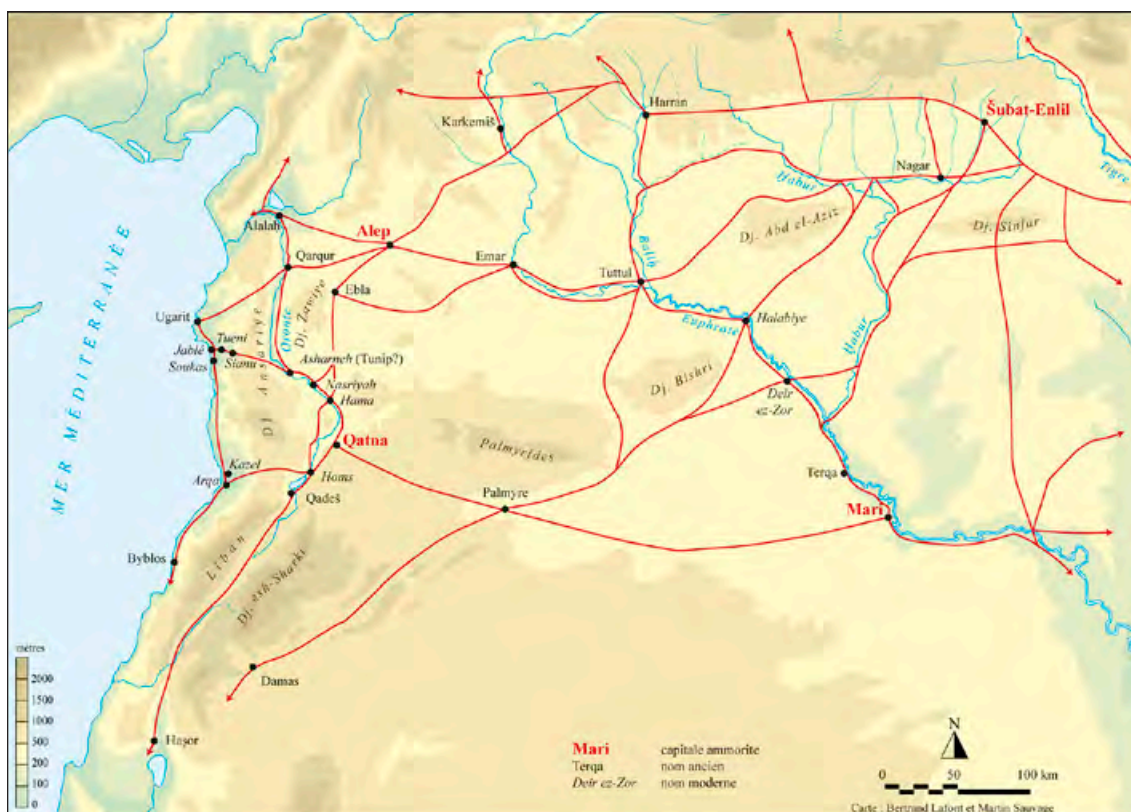 Karkemiš
Harran
Šubat-Enlil
Nagar
Habur
Tigre
Dj. Abd el-Aziz
Dj. Sinjar
Alalah
Alep
Qarqur
Emar
Tuttul
Balih
Ebla
Dj. Zawiye
Oronte
Ugarit
Euphrate
Halabiye
Habur
Jablé
Tueni
Sianu
Soukas
Dj Ansariye
Asharneh (Tunip?)
Nasriyah
Hama
Dj. Bishri
Deir
ez-Zor
MER MÉDITERRANÉE
Qatna
Palmyrides
Kazel
Arqa
Homs
Qadeš
Palmyre
Terqa
Mari
Byblos
Liban
Dj. esh-Sharki
Damas
Haṣor
mètres
2000
1500
1000
500
200
100
0
Mari capitale ammorite
Terqa nom ancien
Deir ez-Zor nom moderne
N
0 50 100 km
Carte : Bertrand Lafont et Martin Sauvage